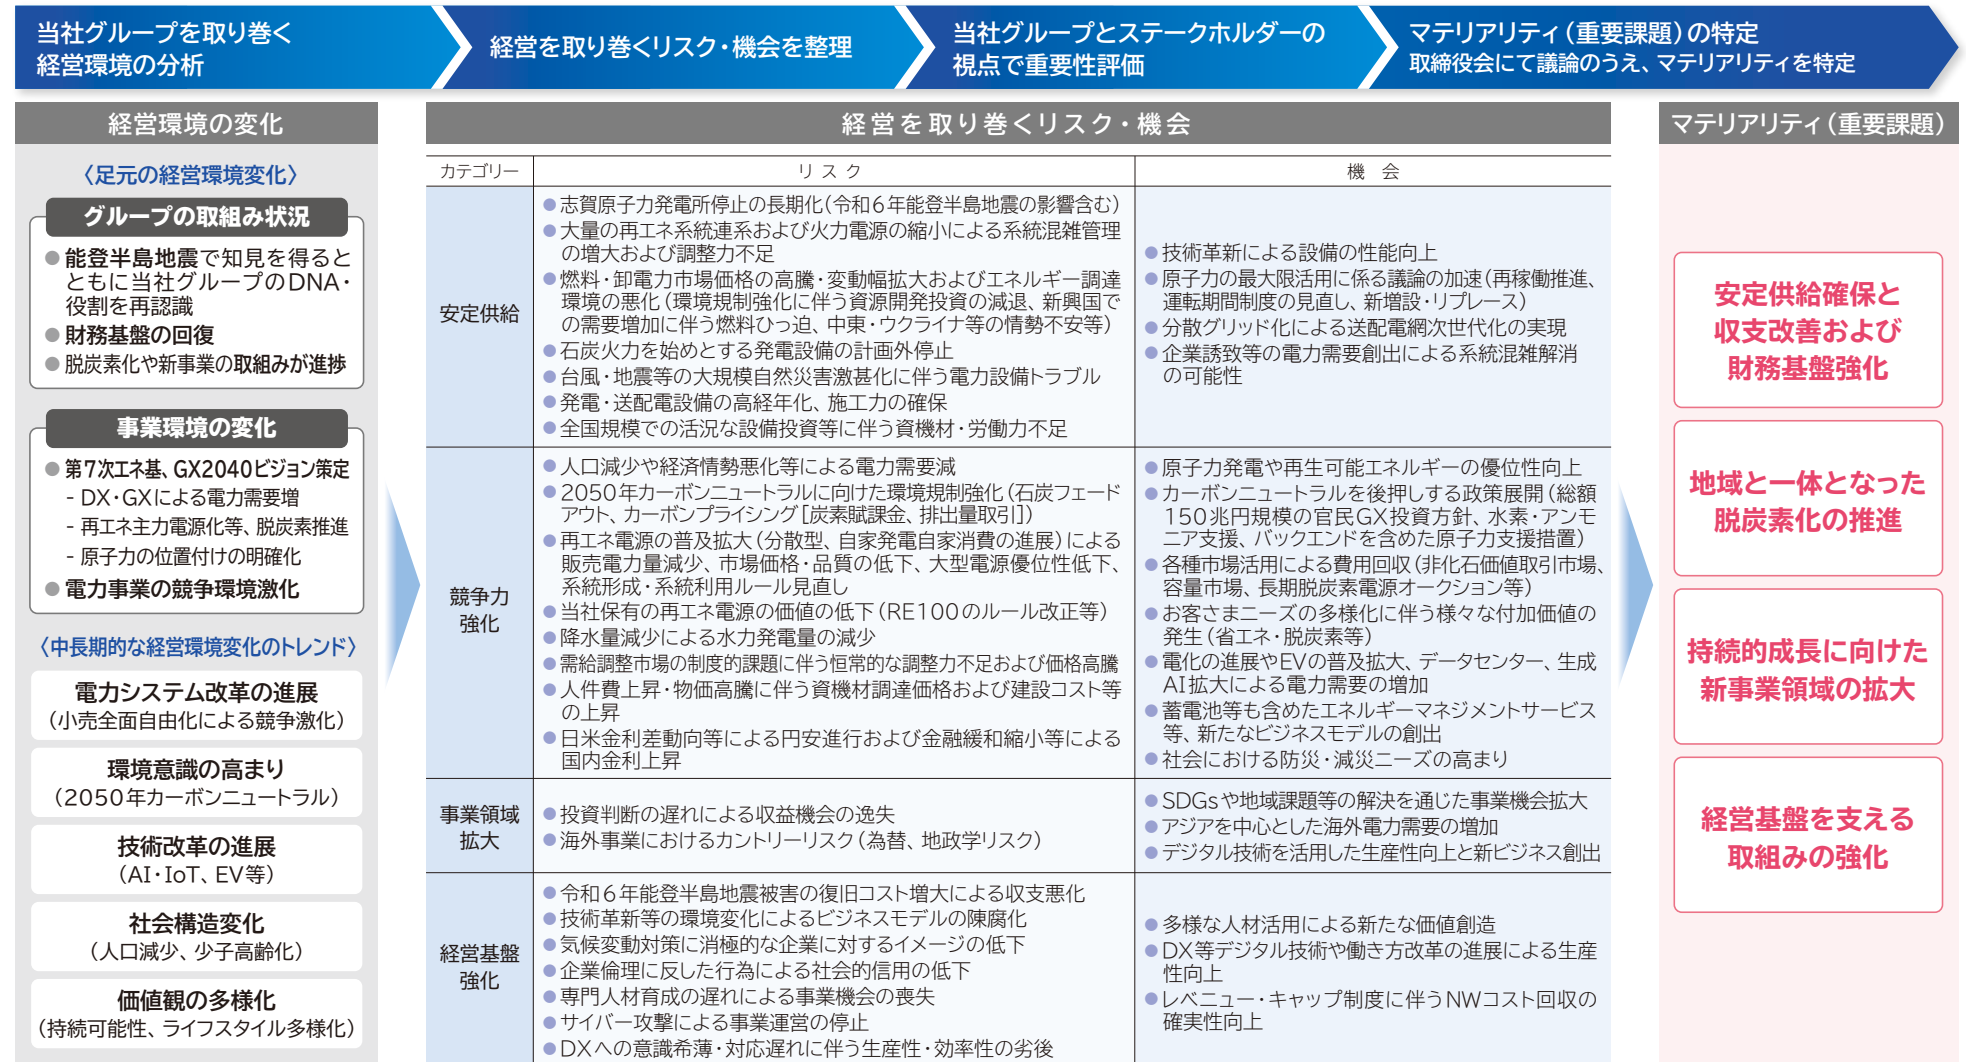 当社グループを取り巻く
経営環境の分析
経営を取り巻くリスク・機会を整理
当社グループとステークホルダーの
視点で重要性評価
マテリアリティ（重要課題）の特定
取締役会にて議論のうえ、マテリアリティを特定
経営環境の変化
〈足元の経営環境変化〉
グループの取組み状況
●能登半島地震で知見を得ると
ともに当社グループのDNA・
役割を再認識
●財務基盤の回復
●脱炭素化や新事業の取組みが進捗
事業環境の変化
●第7次エネ基、GX2040ビジョン策定
- DX・GXによる電力需要増
- 再エネ主力電源化等、脱炭素推進
- 原子力の位置付けの明確化
●電力事業の競争環境激化
〈中長期的な経営環境変化のトレンド〉
電力システム改革の進展
（小売全面自由化による競争激化）
環境意識の高まり
（2050年カーボンニュートラル）
技術改革の進展
（AI・IoT、EV等）
社会構造変化
（人口減少、少子高齢化）
価値観の多様化
（持続可能性、ライフスタイル多様化）
経営を取り巻くリスク・機会
カテゴリー
リスク
機会
安定供給
●志賀原子力発電所停止の長期化（令和6年能登半島地震の影響含む）
●大量の再エネ系統連系および火力電源の縮小による系統混雑管理
の増大および調整力不足
●燃料・卸電力市場価格の高騰・変動幅拡大およびエネルギー調達
環境の悪化（環境規制強化に伴う資源開発投資の減退、新興国で
の需要増加に伴う燃料ひっ迫、中東・ウクライナ等の情勢不安等）
●石炭火力を始めとする発電設備の計画外停止
●台風・地震等の大規模自然災害激甚化に伴う電力設備トラブル
●発電・送配電設備の高経年化、施工力の確保
●全国規模での活況な設備投資等に伴う資機材・労働力不足
●技術革新による設備の性能向上
●原子力の最大限活用に係る議論の加速（再稼働推進、
運転期間制度の見直し、新増設・リプレース）
●分散グリッド化による送配電網次世代化の実現
●企業誘致等の電力需要創出による系統混雑解消
の可能性
競争力
強化
●人口減少や経済情勢悪化等による電力需要減
●2050年カーボンニュートラルに向けた環境規制強化（石炭フェード
アウト、カーボンプライシング［炭素賦課金、排出量取引］）
●再エネ電源の普及拡大（分散型、自家発電自家消費の進展）による
販売電力量減少、市場価格・品質の低下、大型電源優位性低下、
系統形成・系統利用ルール見直し
●当社保有の再エネ電源の価値の低下（RE100のルール改正等）
●降水量減少による水力発電量の減少
●需給調整市場の制度的課題に伴う恒常的な調整力不足および価格高騰
●人件費上昇・物価高騰に伴う資機材調達価格および建設コスト等
の上昇
●日米金利差動向等による円安進行および金融緩和縮小等による
国内金利上昇
●原子力発電や再生可能エネルギーの優位性向上
●カーボンニュートラルを後押しする政策展開（総額
150兆円規模の官民GX投資方針、水素・アンモ
ニア支援、バックエンドを含めた原子力支援措置）
●各種市場活用による費用回収（非化石価値取引市場、
容量市場、長期脱炭素電源オークション等）
●お客さまニーズの多様化に伴う様々な付加価値の
発生（省エネ・脱炭素等）
●電化の進展やEVの普及拡大、データセンター、生成
AI拡大による電力需要の増加
●蓄電池等も含めたエネルギーマネジメントサービス
等、新たなビジネスモデルの創出
●社会における防災・減災ニーズの高まり
事業領域
拡大
●投資判断の遅れによる収益機会の逸失
●海外事業におけるカントリーリスク（為替、地政学リスク）
●SDGsや地域課題等の解決を通じた事業機会拡大
●アジアを中心とした海外電力需要の増加
●デジタル技術を活用した生産性向上と新ビジネス創出
経営基盤
強化
●令和6年能登半島地震被害の復旧コスト増大による収支悪化
●技術革新等の環境変化によるビジネスモデルの陳腐化
●気候変動対策に消極的な企業に対するイメージの低下
●企業倫理に反した行為による社会的信用の低下
●専門人材育成の遅れによる事業機会の喪失
●サイバー攻撃による事業運営の停止
●DXへの意識希薄・対応遅れに伴う生産性・効率性の劣後
●多様な人材活用による新たな価値創造
●DX等デジタル技術や働き方改革の進展による生産
性向上
●レベニュー・キャップ制度に伴うNWコスト回収の
確実性向上
マテリアリティ（重要課題）
安定供給確保と
収支改善および
財務基盤強化
地域と一体となった
脱炭素化の推進
持続的成長に向けた
新事業領域の拡大
経営基盤を支える
取組みの強化